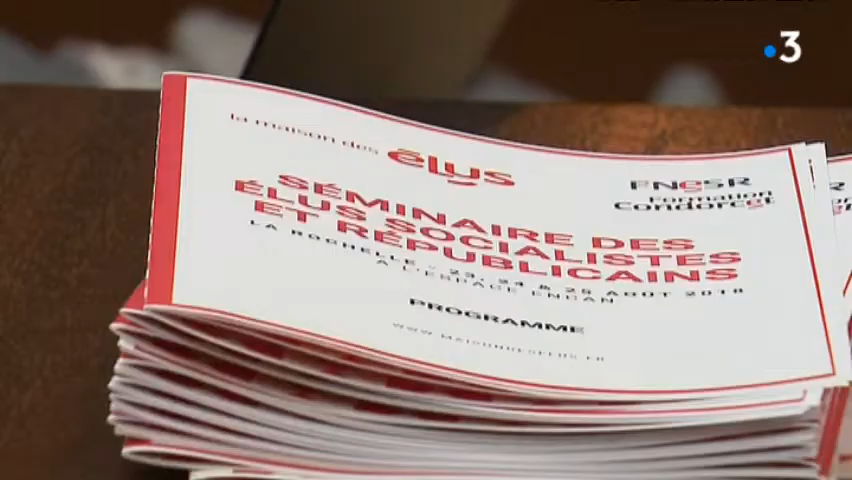 3
la maison des élus
FNESR
Formation
Condorcet
SÉMINAIRE DES
ÉLUS SOCIALISTES
ET RÉPUBLICAINS
LA ROCHELLE - 23, 24 & 25 AOÛT 2018
À L'ESPACE ENCAN
PROGRAMME
WWW.MAISONDESELUS.FR